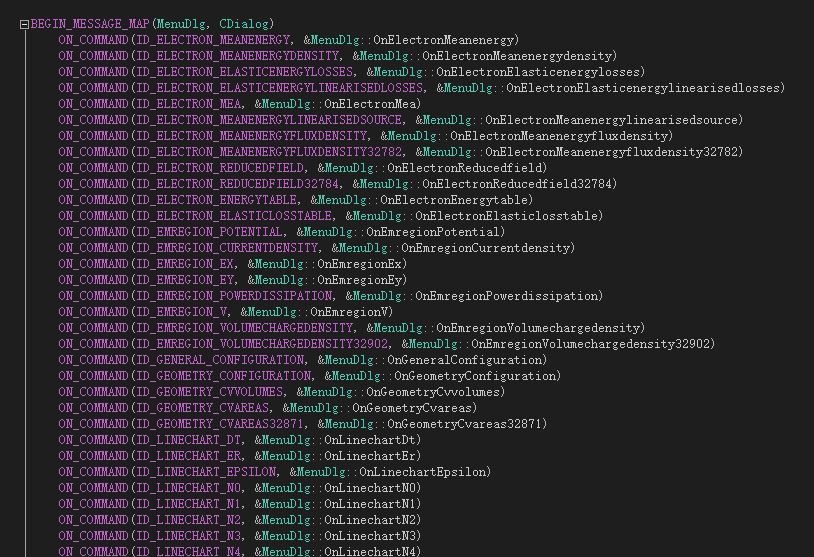 BEGIN_MESSAGE_MAP(MenuDlg, CDialog)
ON_COMMAND(ID_ELECTRON_MEANENERGY, &MenuDlg::OnElectronMeanenergy)
ON_COMMAND(ID_ELECTRON_MEANENERGYDENSITY, &MenuDlg::OnElectronMeanenergydensity)
ON_COMMAND(ID_ELECTRON_ELASTICENERGYLOSSES, &MenuDlg::OnElectronElasticenergylosses)
ON_COMMAND(ID_ELECTRON_ELASTICENERGYLINEARISEDLOSSES, &MenuDlg::OnElectronElasticenergylinearisedlosses)
ON_COMMAND(ID_ELECTRON_MEA, &MenuDlg::OnElectronMea)
ON_COMMAND(ID_ELECTRON_MEANENERGYLINEARISEDSOURCE, &MenuDlg::OnElectronMeanenergylinearisedsource)
ON_COMMAND(ID_ELECTRON_MEANENERGYFLUXDENSITY, &MenuDlg::OnElectronMeanenergyfluxdensity)
ON_COMMAND(ID_ELECTRON_MEANENERGYFLUXDENSITY32782, &MenuDlg::OnElectronMeanenergyfluxdensity32782)
ON_COMMAND(ID_ELECTRON_REDUCEDFIELD, &MenuDlg::OnElectronReducedfield)
ON_COMMAND(ID_ELECTRON_REDUCEDFIELD32784, &MenuDlg::OnElectronReducedfield32784)
ON_COMMAND(ID_ELECTRON_ENERGYTABLE, &MenuDlg::OnElectronEnergytable)
ON_COMMAND(ID_ELECTRON_ELASTICLOSSTABLE, &MenuDlg::OnElectronElasticlosstable)
ON_COMMAND(ID_EMREGION_POTENTIAL, &MenuDlg::OnEmregionPotential)
ON_COMMAND(ID_EMREGION_CURRENTDENSITY, &MenuDlg::OnEmregionCurrentdensity)
ON_COMMAND(ID_EMREGION_EX, &MenuDlg::OnEmregionEx)
ON_COMMAND(ID_EMREGION_EY, &MenuDlg::OnEmregionEy)
ON_COMMAND(ID_EMREGION_POWERDISSIPATION, &MenuDlg::OnEmregionPowerdissipation)
ON_COMMAND(ID_EMREGION_V, &MenuDlg::OnEmregionV)
ON_COMMAND(ID_EMREGION_VOLUMECHARGEDENSITY, &MenuDlg::OnEmregionVolumechargedensity)
ON_COMMAND(ID_EMREGION_VOLUMECHARGEDENSITY32902, &MenuDlg::OnEmregionVolumechargedensity32902)
ON_COMMAND(ID_GENERAL_CONFIGURATION, &MenuDlg::OnGeneralConfiguration)
ON_COMMAND(ID_GEOMETRY_CONFIGURATION, &MenuDlg::OnGeometryConfiguration)
ON_COMMAND(ID_GEOMETRY_CVVOLUMES, &MenuDlg::OnGeometryCvvolumes)
ON_COMMAND(ID_GEOMETRY_CVAREAS, &MenuDlg::OnGeometryCvareas)
ON_COMMAND(ID_GEOMETRY_CVAREAS32871, &MenuDlg::OnGeometryCvareas32871)
ON_COMMAND(ID_LINECHART_DT, &MenuDlg::OnLinechartDt)
ON_COMMAND(ID_LINECHART_ER, &MenuDlg::OnLinechartEr)
ON_COMMAND(ID_LINECHART_EPSILON, &MenuDlg::OnLinechartEpsilon)
ON_COMMAND(ID_LINECHART_N0, &MenuDlg::OnLinechartN0)
ON_COMMAND(ID_LINECHART_N1, &MenuDlg::OnLinechartN1)
ON_COMMAND(ID_LINECHART_N2, &MenuDlg::OnLinechartN2)
ON_COMMAND(ID_LINECHART_N3, &MenuDlg::OnLinechartN3)
ON_COMMAND(ID_LINECHART_N4, &MenuDlg::OnLinechartN4)